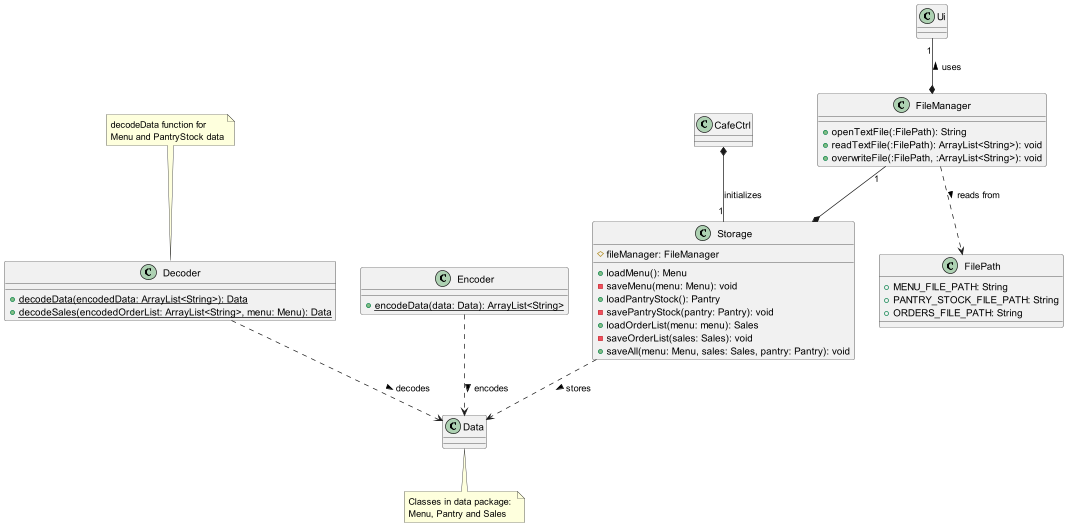 C Ui
1
uses
C FileManager
openTextFile(:FilePath): String
readTextFile(:FilePath): ArrayList<String>): void
overwriteFile(:FilePath, :ArrayList<String>): void
decodeData function for
Menu and PantryStock data
C CafeCtrl
initializes
1
1
reads from
C Storage
fileManager: FileManager
loadMenu(): Menu
saveMenu(menu: Menu): void
loadPantryStock(): Pantry
savePantryStock(pantry: Pantry): void
loadOrderList(menu: menu): Sales
saveOrderList(sales: Sales): void
saveAll(menu: Menu, sales: Sales, pantry: Pantry): void
C FilePath
MENU_FILE_PATH: String
PANTRY_STOCK_FILE_PATH: String
ORDERS_FILE_PATH: String
C Decoder
decodeData(encodedData: ArrayList<String>): Data
decodeSales(encodedOrderList: ArrayList<String>, menu: Menu): Data
C Encoder
encodeData(data: Data): ArrayList<String>
decodes
encodes
stores
C Data
Classes in data package:
Menu, Pantry and Sales